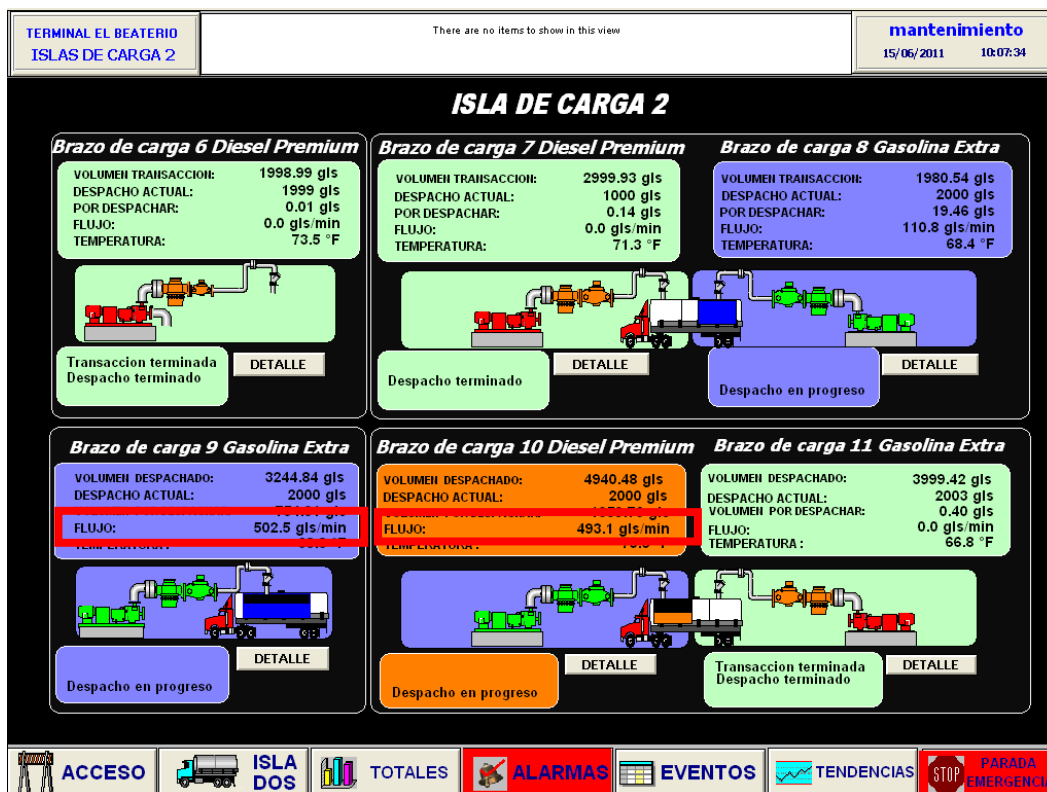 TERMINAL EL BEATERIO
ISLAS DE CARGA 2
There are no items to show in this view
mantenimiento
15/06/2011 10:07:34
ISLA DE CARGA 2
Brazo de carga 6 Diesel Premium
VOLUMEN TRANSACCION: 1998.99 gls
DESPACHO ACTUAL: 1999 gls
POR DESPACHAR: 0.01 gls
FLUJO: 0.0 gls/min
TEMPERATURA: 73.5 °F
Transaccion terminada
Despacho terminado
DETALLE
Brazo de carga 7 Diesel Premium
VOLUMEN TRANSACCION: 2999.93 gls
DESPACHO ACTUAL: 1000 gls
POR DESPACHAR: 0.14 gls
FLUJO: 0.0 gls/min
TEMPERATURA: 71.3 °F
Despacho terminado
DETALLE
Brazo de carga 8 Gasolina Extra
VOLUMEN TRANSACCION: 1980.54 gls
DESPACHO ACTUAL: 2000 gls
POR DESPACHAR: 19.46 gls
FLUJO: 110.8 gls/min
TEMPERATURA: 68.4 °F
Despacho en progreso
DETALLE
Brazo de carga 9 Gasolina Extra
VOLUMEN DESPACHADO: 3244.84 gls
DESPACHO ACTUAL: 2000 gls
FLUJO: 502.5 gls/min
Despacho en progreso
DETALLE
Brazo de carga 10 Diesel Premium
VOLUMEN DESPACHADO: 4940.48 gls
DESPACHO ACTUAL: 2000 gls
FLUJO: 493.1 gls/min
Despacho en progreso
DETALLE
Brazo de carga 11 Gasolina Extra
VOLUMEN DESPACHADO: 3999.42 gls
DESPACHO ACTUAL: 2003 gls
VOLUMEN POR DESPACHAR: 0.40 gls
FLUJO: 0.0 gls/min
TEMPERATURA : 66.8 °F
Transaccion terminada
Despacho terminado
DETALLE
ACCESO
ISLA
DOS
TOTALES
ALARMAS
EVENTOS
TENDENCIAS
STOP
PARADA
EMERGENCIA